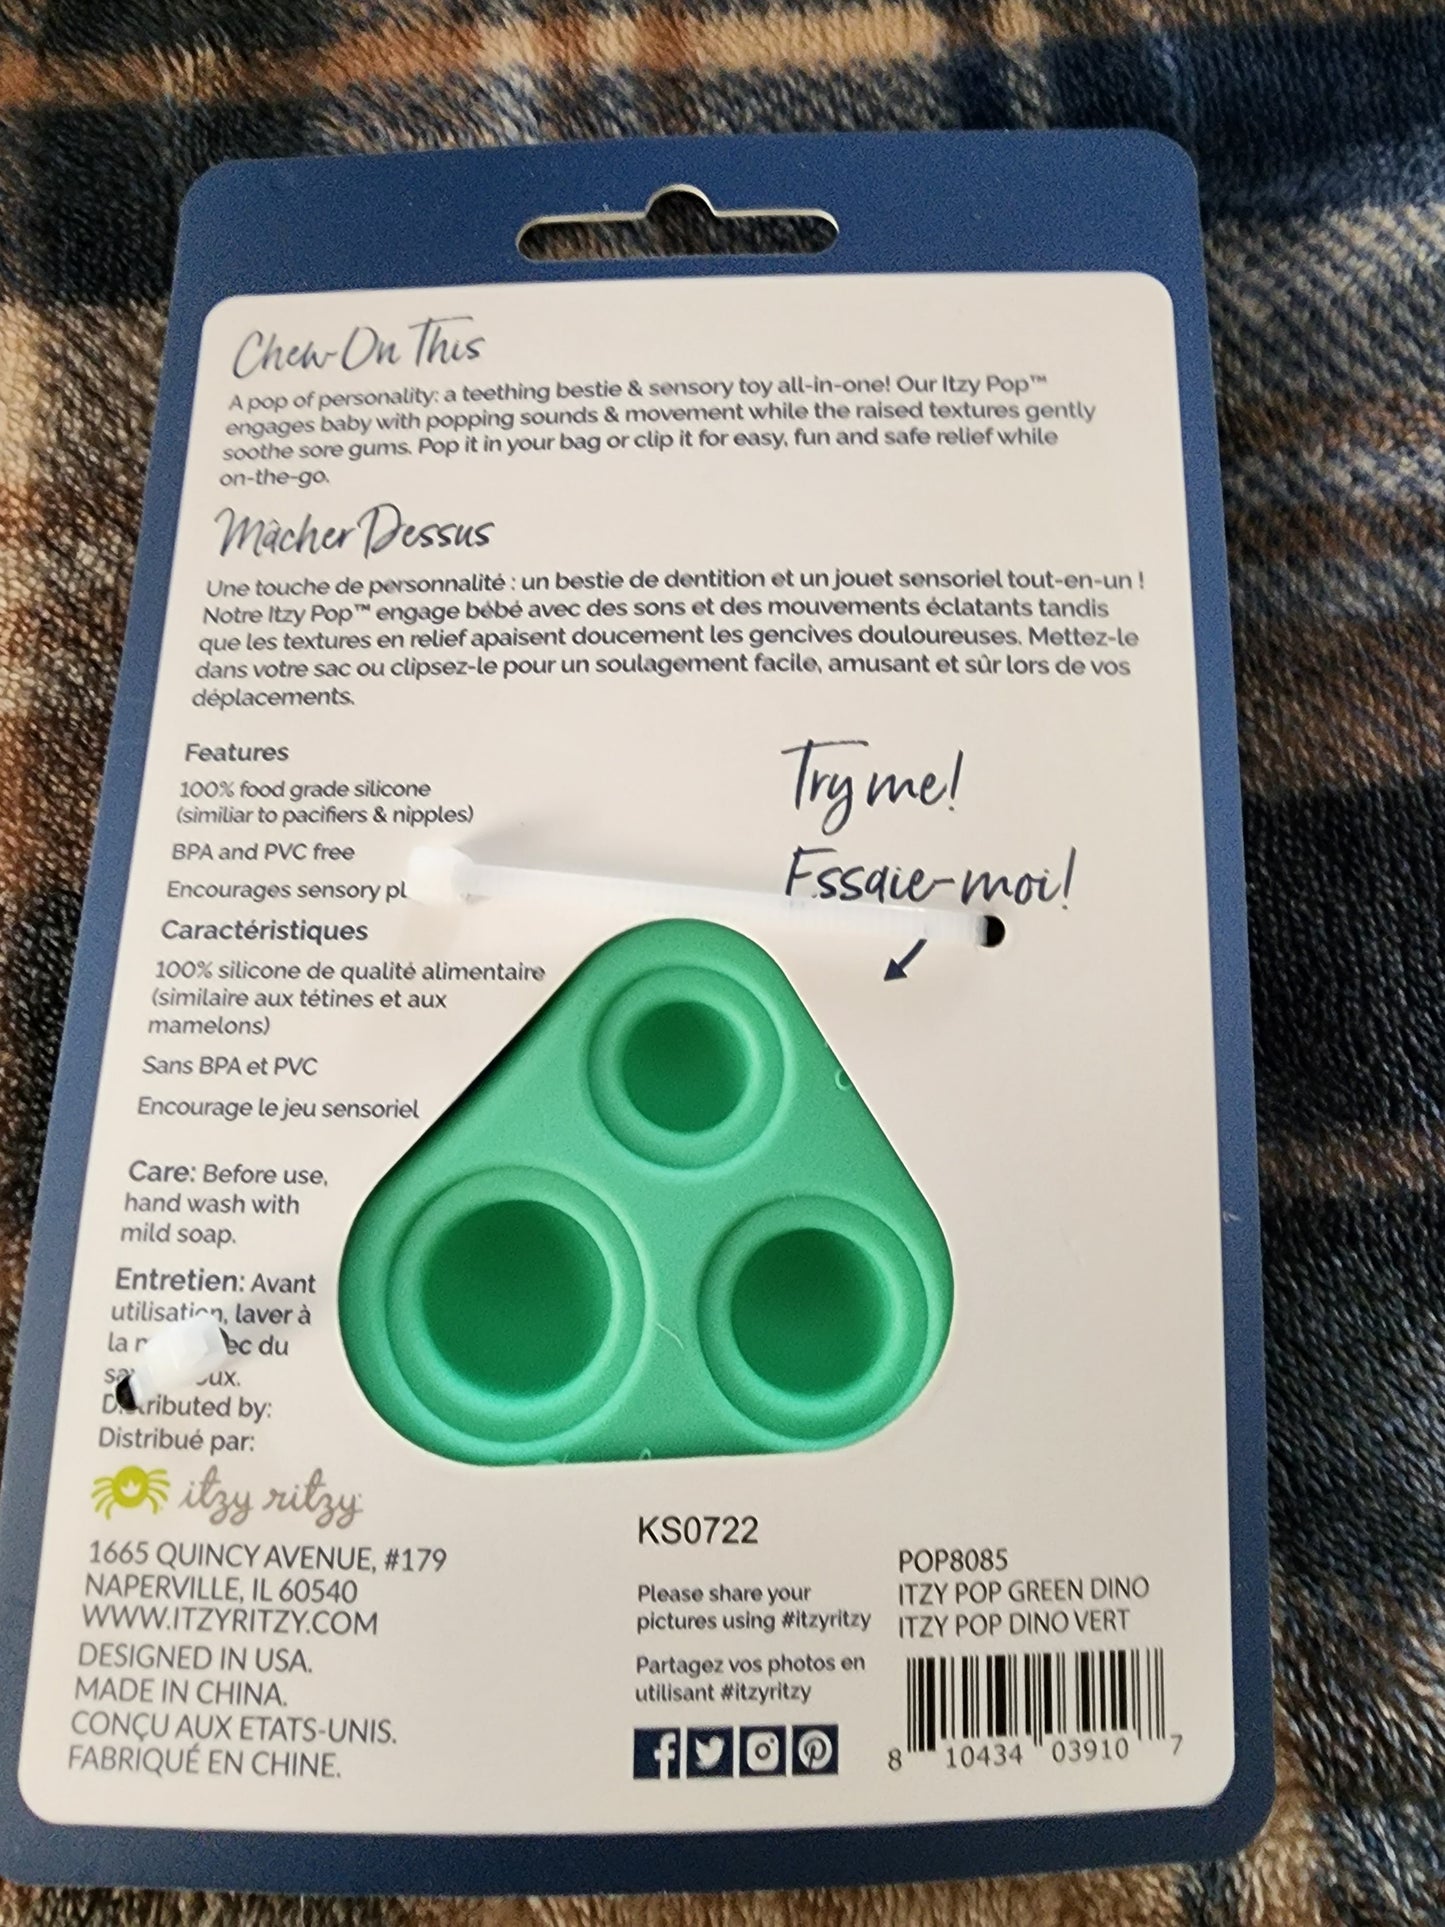 Chew-On This
A pop of personality: a teething bestie & sensory toy all-in-one! Our Itzy Pop™
engages baby with popping sounds & movement while the raised textures gently
soothe sore gums. Pop it in your bag or clip it for easy, fun and safe relief while
on-the-go.
Mâcher Dessus
Une touche de personnalité : un bestie de dentition et un jouet sensoriel tout-en-un !
Notre Itzy Pop™ engage bébé avec des sons et des mouvements éclatants tandis
que les textures en relief apaisent doucement les gencives douloureuses. Mettez-le
dans votre sac ou clipsez-le pour un soulagement facile, amusant et sûr lors de vos
déplacements.
Features
100% food grade silicone
(similiar to pacifiers & nipples)
BPA and PVC free
Encourages sensory
Caractéristiques
100% silicone de qualité alimentaire
(similaire aux tétines et aux
mamelons)
Sans BPA et PVC
Encourage le jeu sensoriel
Try me!
Essaie-moi!
Care: Before use,
hand wash with
mild soap.
Entretien: Avant
utilisation, laver à
la du
Distributed by:
Distribué par:
itzy ritzy
1665 QUINCY AVENUE, #179
NAPERVILLE, IL 60540
WWW.ITZYRITZY.COM
DESIGNED IN USA.
MADE IN CHINA.
CONÇU AUX ETATS-UNIS.
FABRIQUÉ EN CHINE.
KS0722
Please share your
pictures using #itzyritzy
Partagez vos photos en
utilisant #itzyritzy
POP8085
ITZY POP GREEN DINO
ITZY POP DINO VERT
8 10434 03910 7